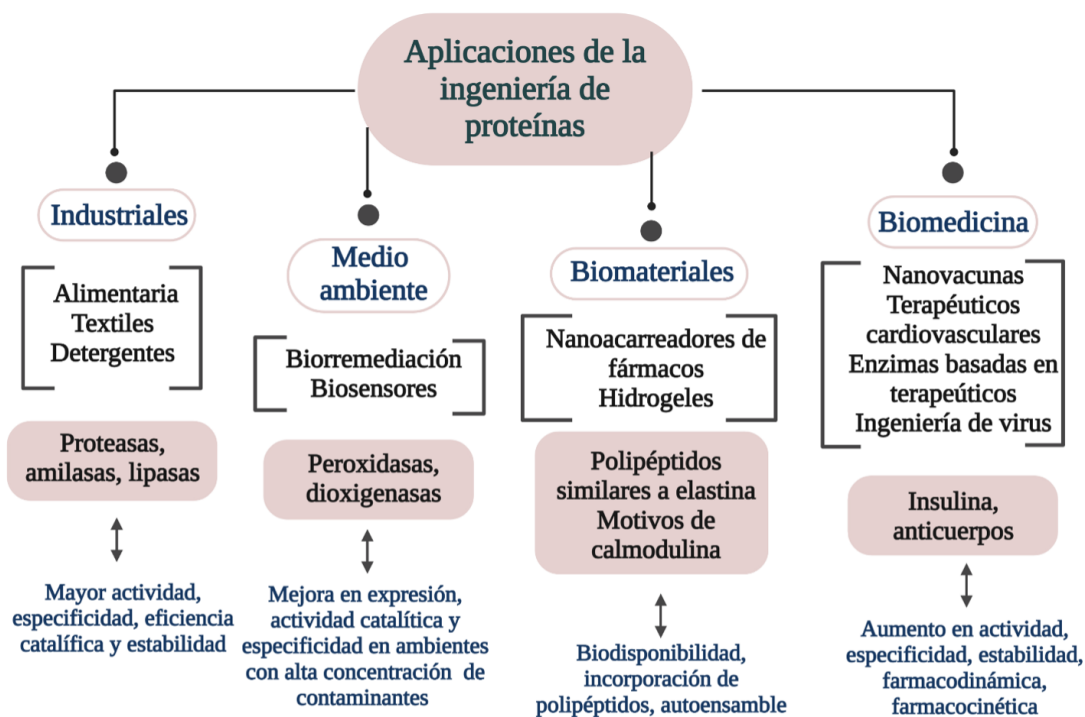 Aplicaciones de la
ingeniería de
proteínas
Industriales
Alimentaria
Textiles
Detergentes
Proteasas,
amilasas, lipasas
Mayor actividad,
especificidad, eficiencia
catalífica y estabilidad
Medio
ambiente
Biorremediación
Biosensores
Peroxidasas,
dioxigenasas
Mejora en expresión,
actividad catalítica y
especificidad en ambientes
con alta concentración de
contaminantes
Biomateriales
Nanoacarreadores de
fármacos
Hidrogeles
Polipéptidos
similares a elastina
Motivos de
calmodulina
Biodisponibilidad,
incorporación de
polipéptidos, autoensamble
Biomedicina
Nanovacunas
Terapéuticos
cardiovasculares
Enzimas basadas en
terapeúticos
Ingeniería de virus
Insulina,
anticuerpos
Aumento en actividad,
especificidad, estabilidad,
farmacodinámica,
farmacocinética